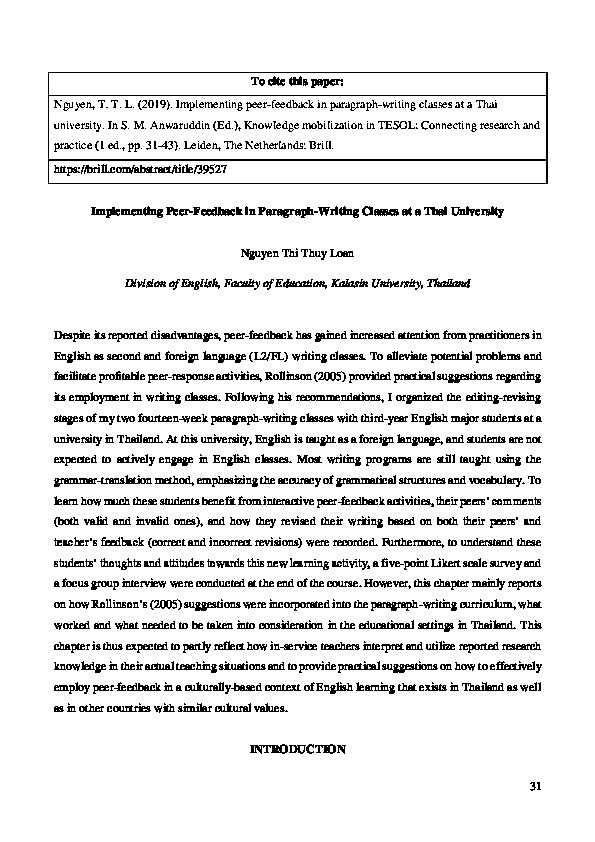 To cite this paper:
Nguyen, T. T. L. (2019). Implementing peer-feedback in paragraph-writing classes at a Thai
university. In S. M. Anwaruddin (Ed.), Knowledge mobilization in TESOL: Connecting research and
practice (1 ed., pp. 31-43). Leiden, The Netherlands: Brill.
https://brill.com/abstract/title/39527
Implementing Peer-Feedback in Paragraph-Writing Classes at a Thai University
Nguyen Thi Thuy Loan
Division of English, Faculty of Education, Kalasin University, Thailand
Despite its reported disadvantages, peer-feedback has gained increased attention from practitioners in
English as second and foreign language (L2/FL) writing classes. To alleviate potential problems and
facilitate profitable peer-response activities, Rollinson (2005) provided practical suggestions regarding
its employment in writing classes. Following his recommendations, I organized the editing-revising
stages of my two fourteen-week paragraph-writing classes with third-year English major students at a
university in Thailand. At this university, English is taught as a foreign language, and students are not
expected to actively engage in English classes. Most writing programs are still taught using the
grammar-translation method, emphasizing the accuracy of grammatical structures and vocabulary. To
learn how much these students benefit from interactive peer-feedback activities, their peers’ comments
(both valid and invalid ones), and how they revised their writing based on both their peers’ and
teacher’s feedback (correct and incorrect revisions) were recorded. Furthermore, to understand these
students’ thoughts and attitudes towards this new learning activity, a five-point Likert scale survey and
a focus group interview were conducted at the end of the course. However, this chapter mainly reports
on how Rollinson’s (2005) suggestions were incorporated into the paragraph-writing curriculum, what
worked and what needed to be taken into consideration in the educational settings in Thailand. This
chapter is thus expected to partly reflect how in-service teachers interpret and utilize reported research
knowledge in their actual teaching situations and to provide practical suggestions on how to effectively
employ peer-feedback in a culturally-based context of English learning that exists in Thailand as well
as in other countries with similar cultural values.
INTRODUCTION
31